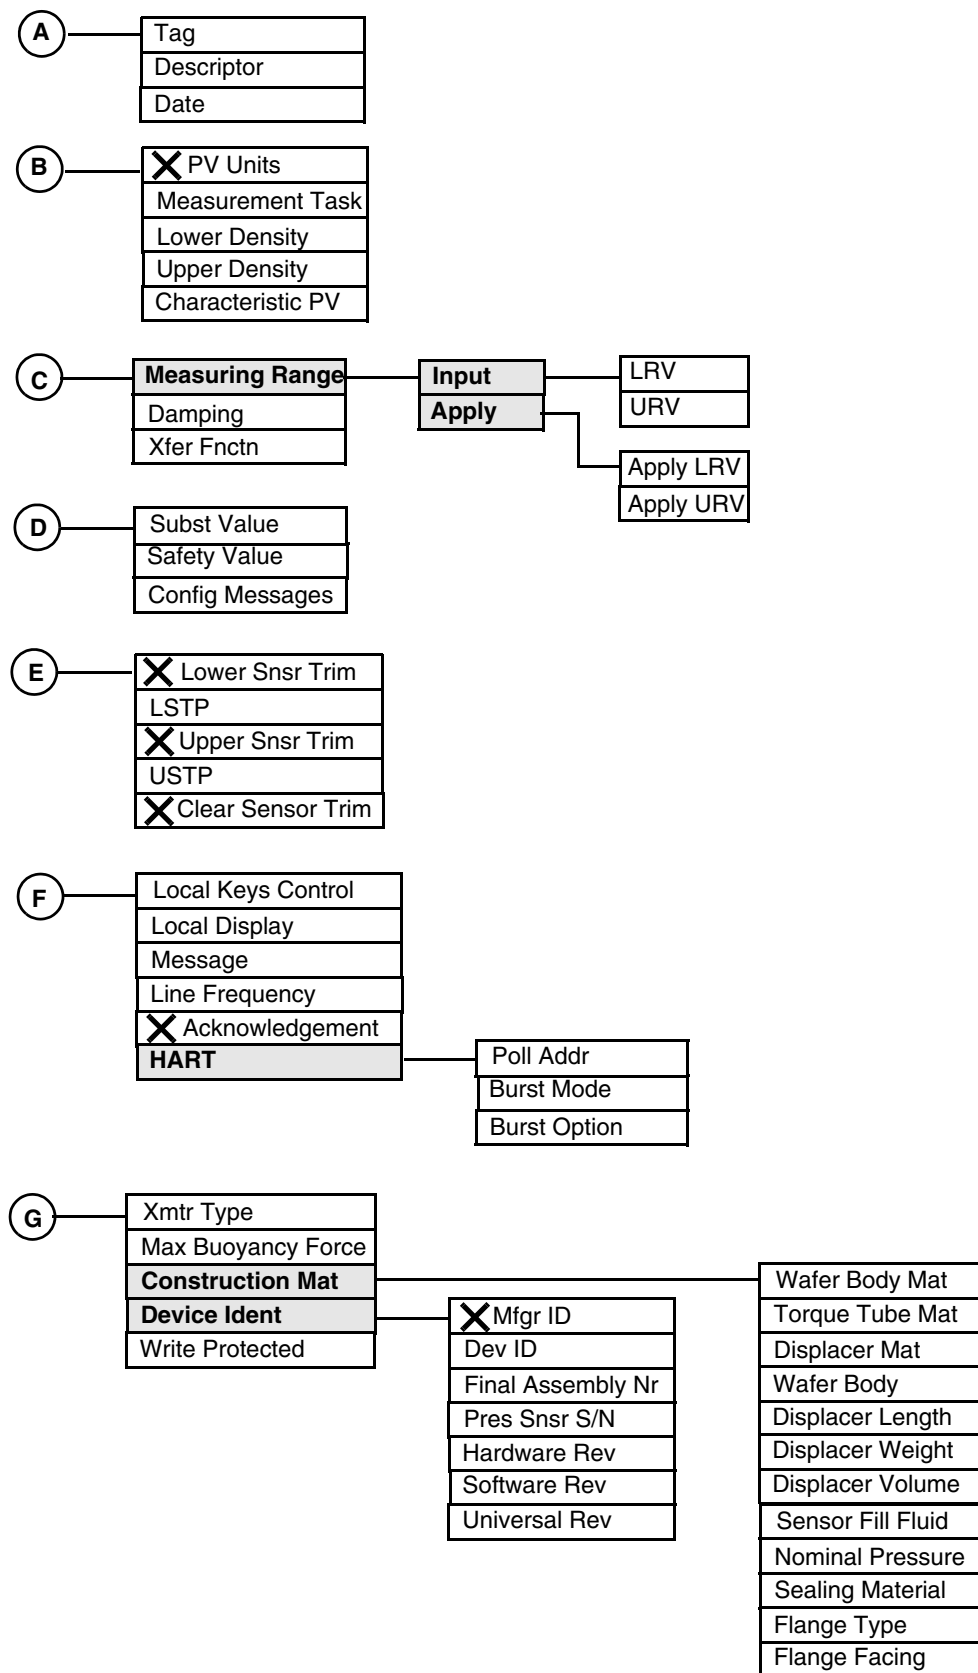 A
Tag
Descriptor
Date
B
PV Units
Measurement Task
Lower Density
Upper Density
Characteristic PV
C
Measuring Range
Damping
Xfer Fnctn
Input
Apply
LRV
URV
Apply LRV
Apply URV
D
Subst Value
Safety Value
Config Messages
E
Lower Snsr Trim
LSTP
Upper Snsr Trim
USTP
Clear Sensor Trim
F
Local Keys Control
Local Display
Message
Line Frequency
Acknowledgement
HART
Poll Addr
Burst Mode
Burst Option
G
Xmtr Type
Max Buoyancy Force
Construction Mat
Device Ident
Write Protected
Mfgr ID
Dev ID
Final Assembly Nr
Pres Snsr S/N
Hardware Rev
Software Rev
Universal Rev
Wafer Body Mat
Torque Tube Mat
Displacer Mat
Wafer Body
Displacer Length
Displacer Weight
Displacer Volume
Sensor Fill Fluid
Nominal Pressure
Sealing Material
Flange Type
Flange Facing